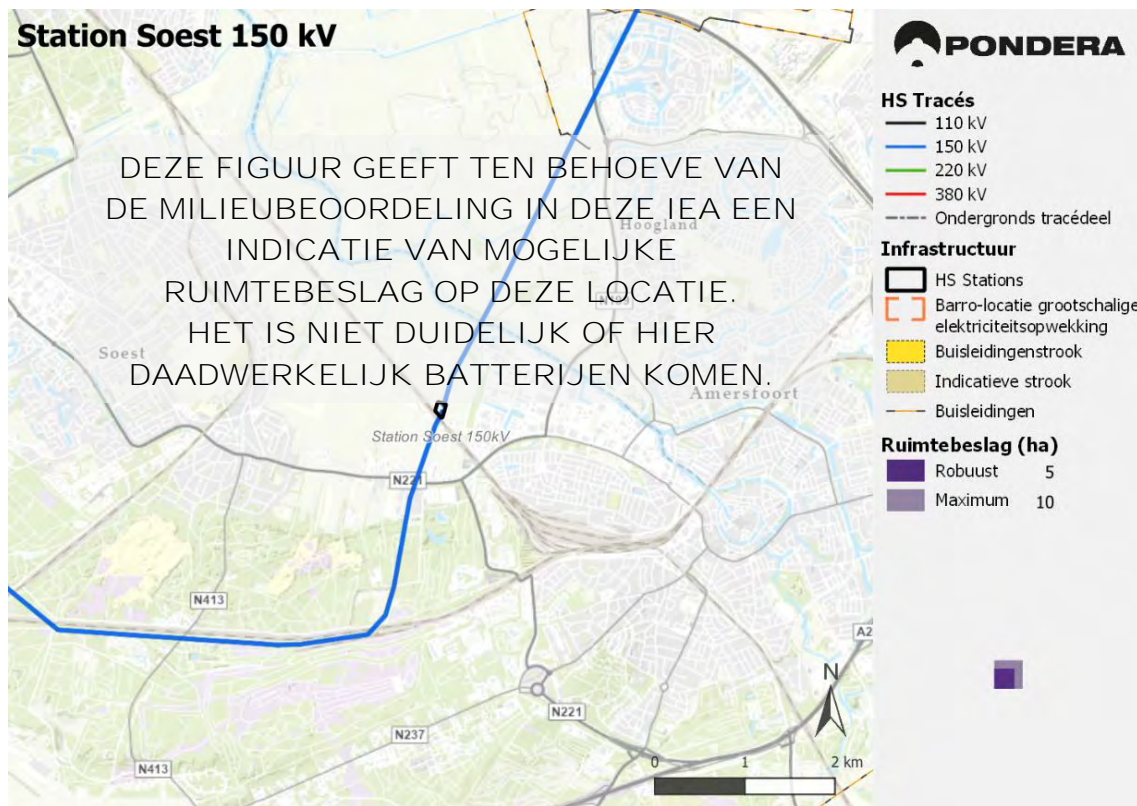 Station Soest 150 kV
DEZE FIGUUR GEEFT TEN BEHOEVE VAN
DE MILIEUBEOORDELING IN DEZE IEA EEN
INDICATIE VAN MOGELIJKE
RUIMTEBESLAG OP DEZE LOCATIE.
HET IS NIET DUIDELIJK OF HIER
DAADWERKELIJK BATTERIJEN KOMEN.
Hoogland
Soest
Amersfoort
Station Soest 150kV
N221
N413
N221
N237
N413
A2
N
0 1 2 km
PONDERA
HS Tracés
110 kV
150 kV
220 kV
380 kV
Ondergronds tracédeel
Infrastructuur
HS Stations
Barro-locatie grootschalige
elektriciteitsopwekking
Buisleidingenstrook
Indicatieve strook
Buisleidingen
Ruimtebeslag (ha)
Robuust 5
Maximum 10